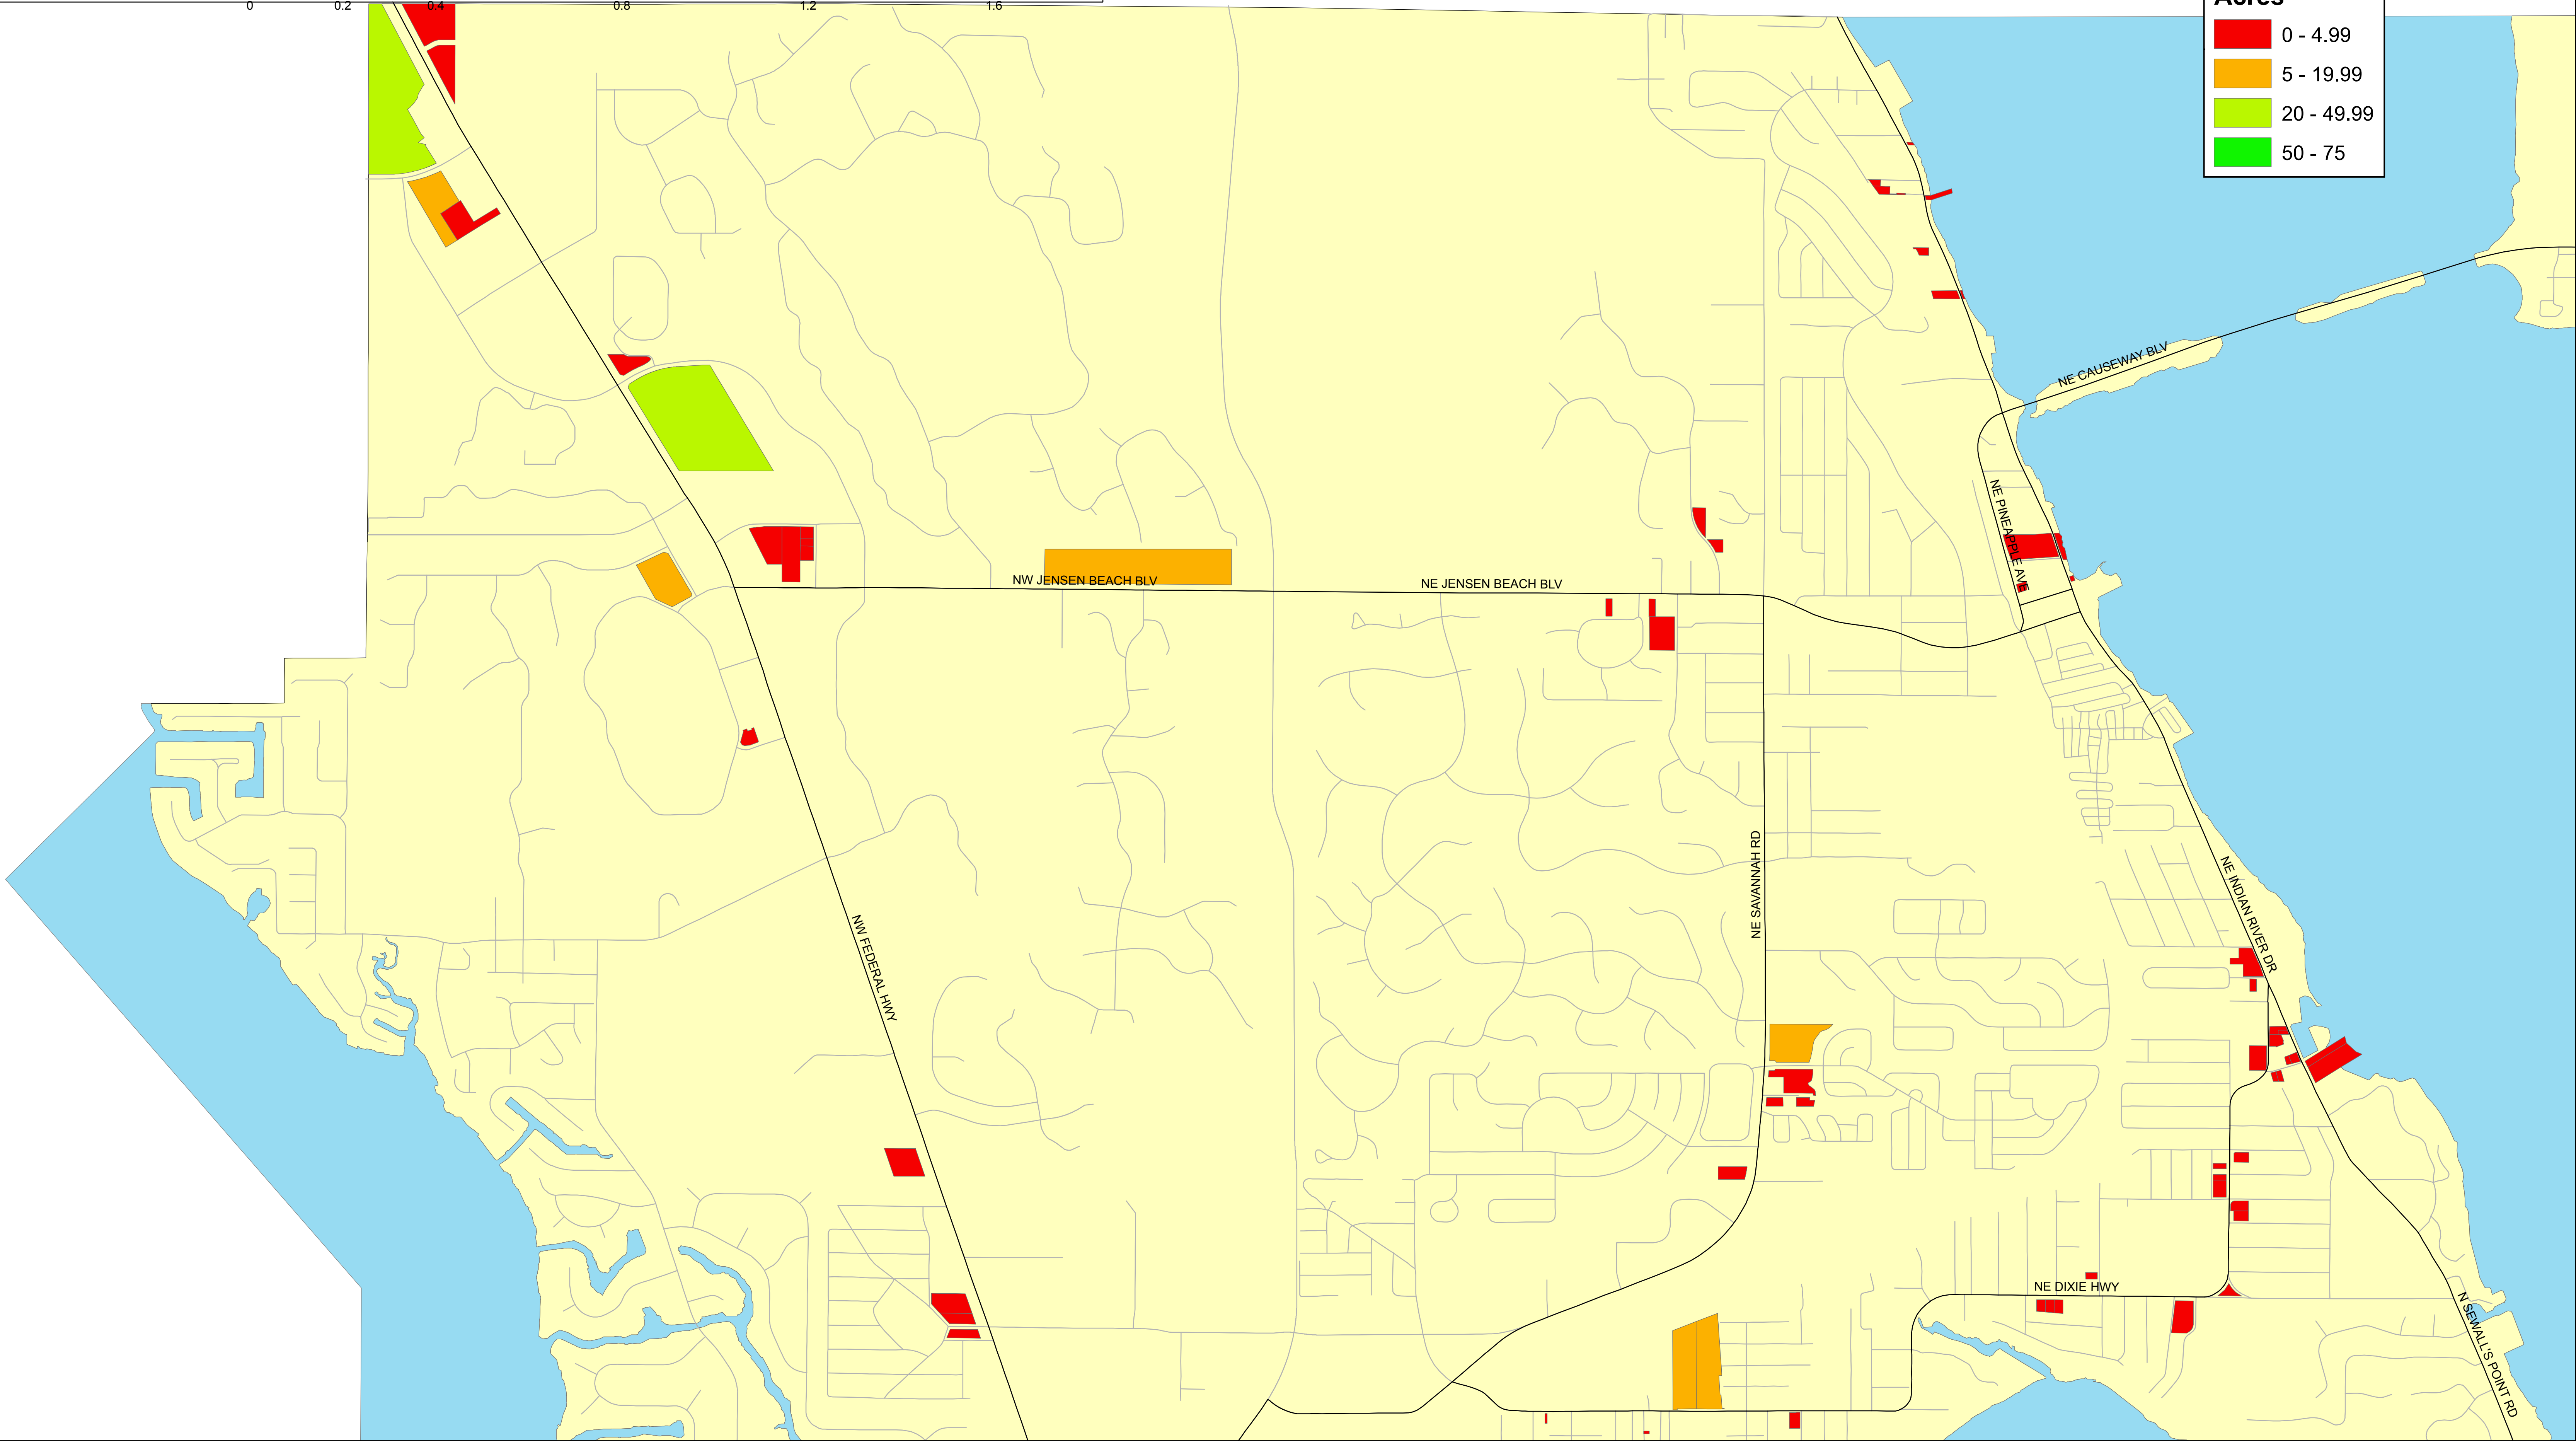 0 0.2 0.4 0.8 1.2 1.6
Acres
0 - 4.99
5 - 19.99
20 - 49.99
50 - 75
NE CAUSEWAY BLV
NE PINEAPPLE AVE
NW JENSEN BEACH BLV
NE JENSEN BEACH BLV
NE SAVANNAH RD
NE INDIAN RIVER DR
NW FEDERAL HWY
NE DIXIE HWY
N SEWALL'S POINT RD